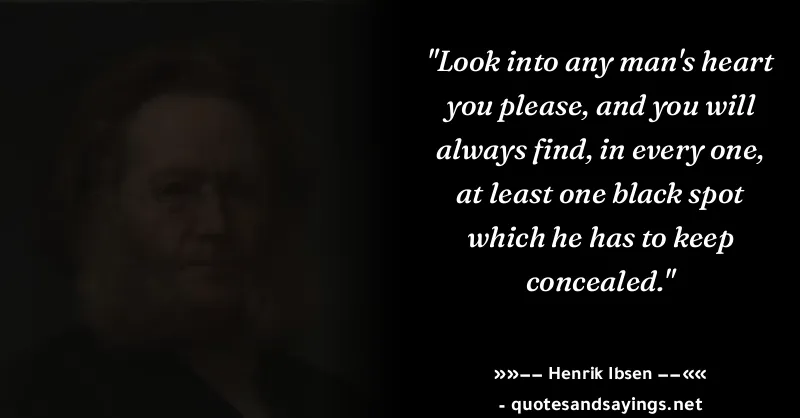 "Look into any man's heart
you please, and you will
always find, in every one,
at least one black spot
which he has to keep
concealed."
»»−− Henrik Ibsen −−««
- quotesandsayings.net